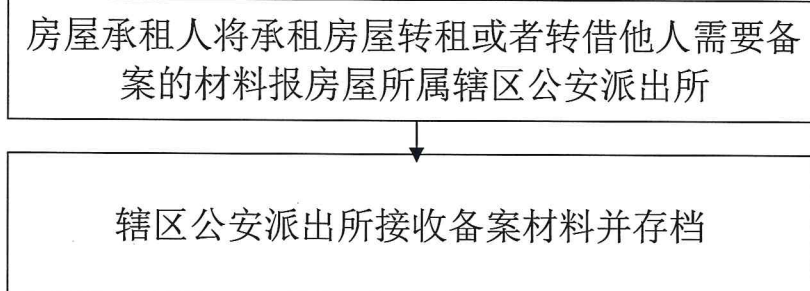 房屋承租人将承租房屋转租或者转借他人需要备
案的材料报房屋所属辖区公安派出所
辖区公安派出所接收备案材料并存档